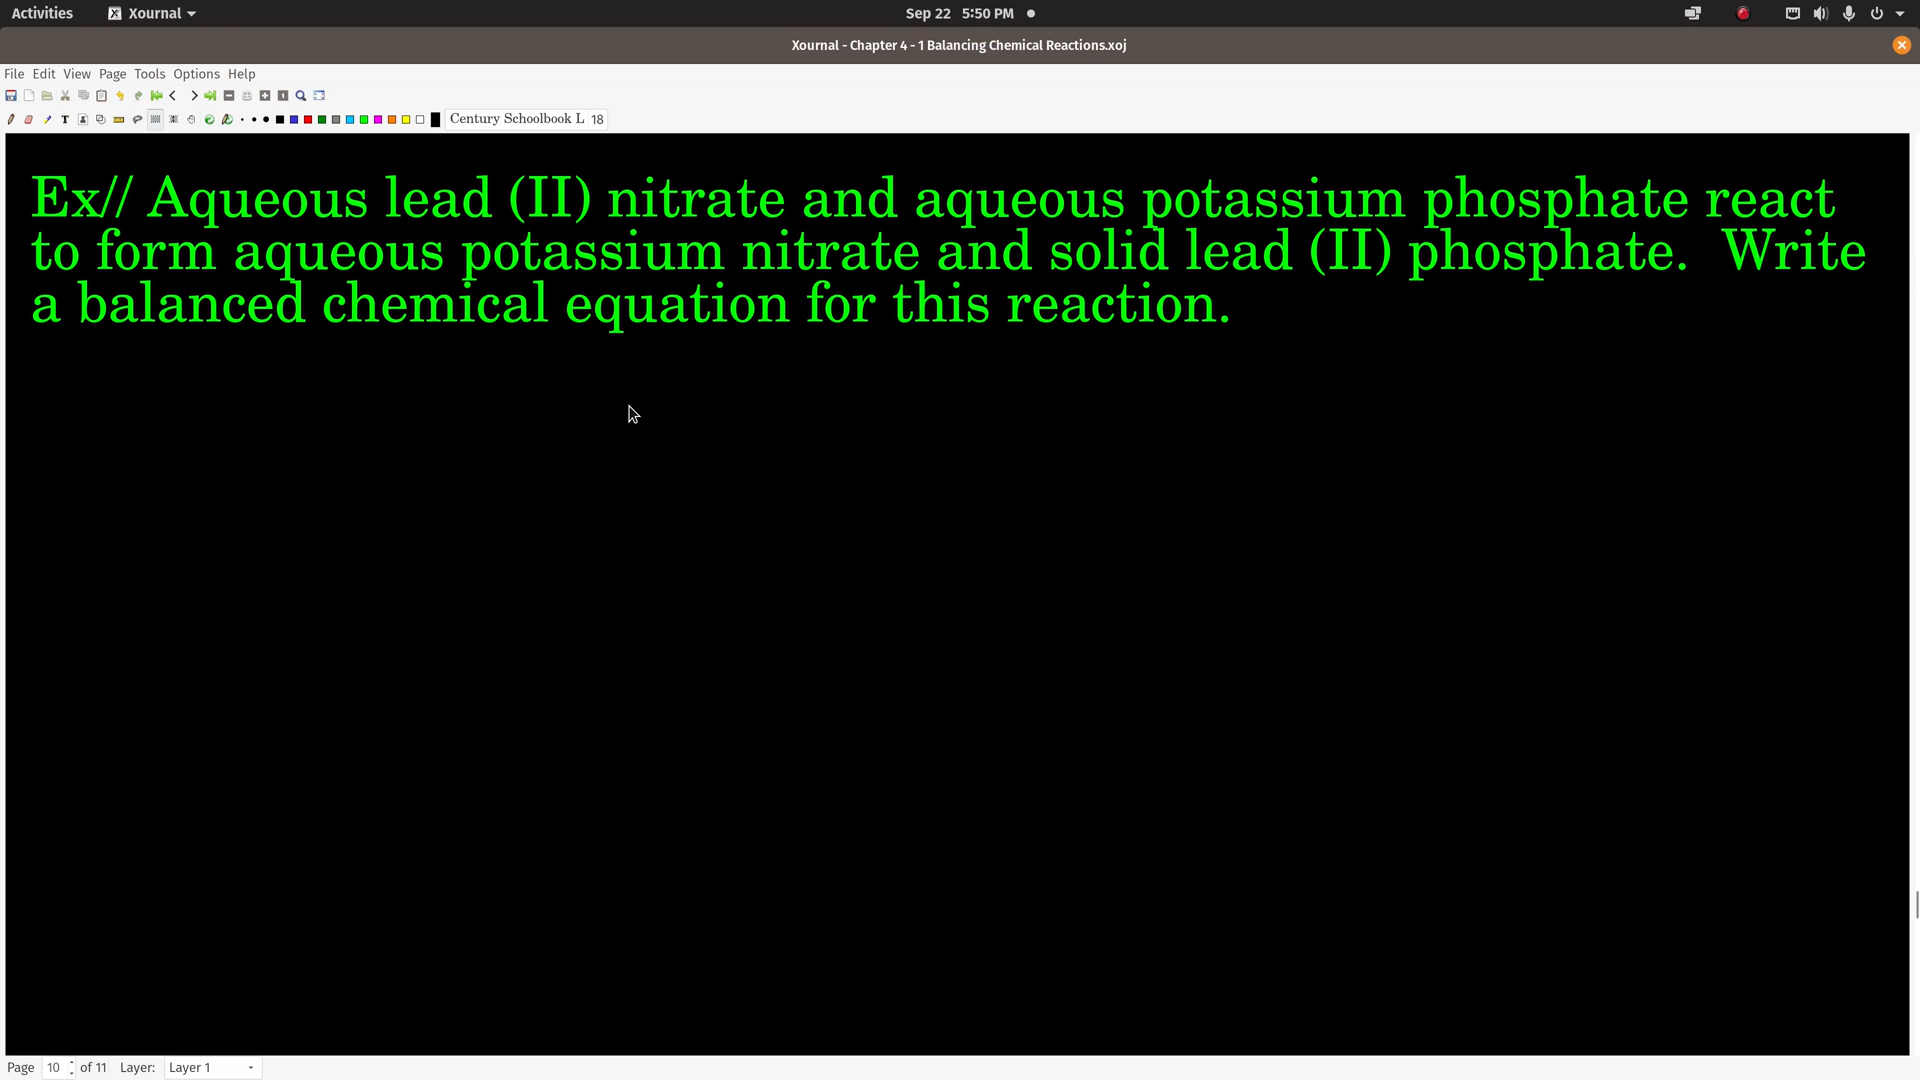 Activities Xournal Sep 22 5:50 PM
Xournal - Chapter 4 - 1 Balancing Chemical Reactions.xoj
File Edit View Page Tools Options Help
T Century Schoolbook L 18
Ex// Aqueous lead (II) nitrate and aqueous potassium phosphate react
to form aqueous potassium nitrate and solid lead (II) phosphate. Write
a balanced chemical equation for this reaction.
Page 10 of 11 Layer: Layer 1